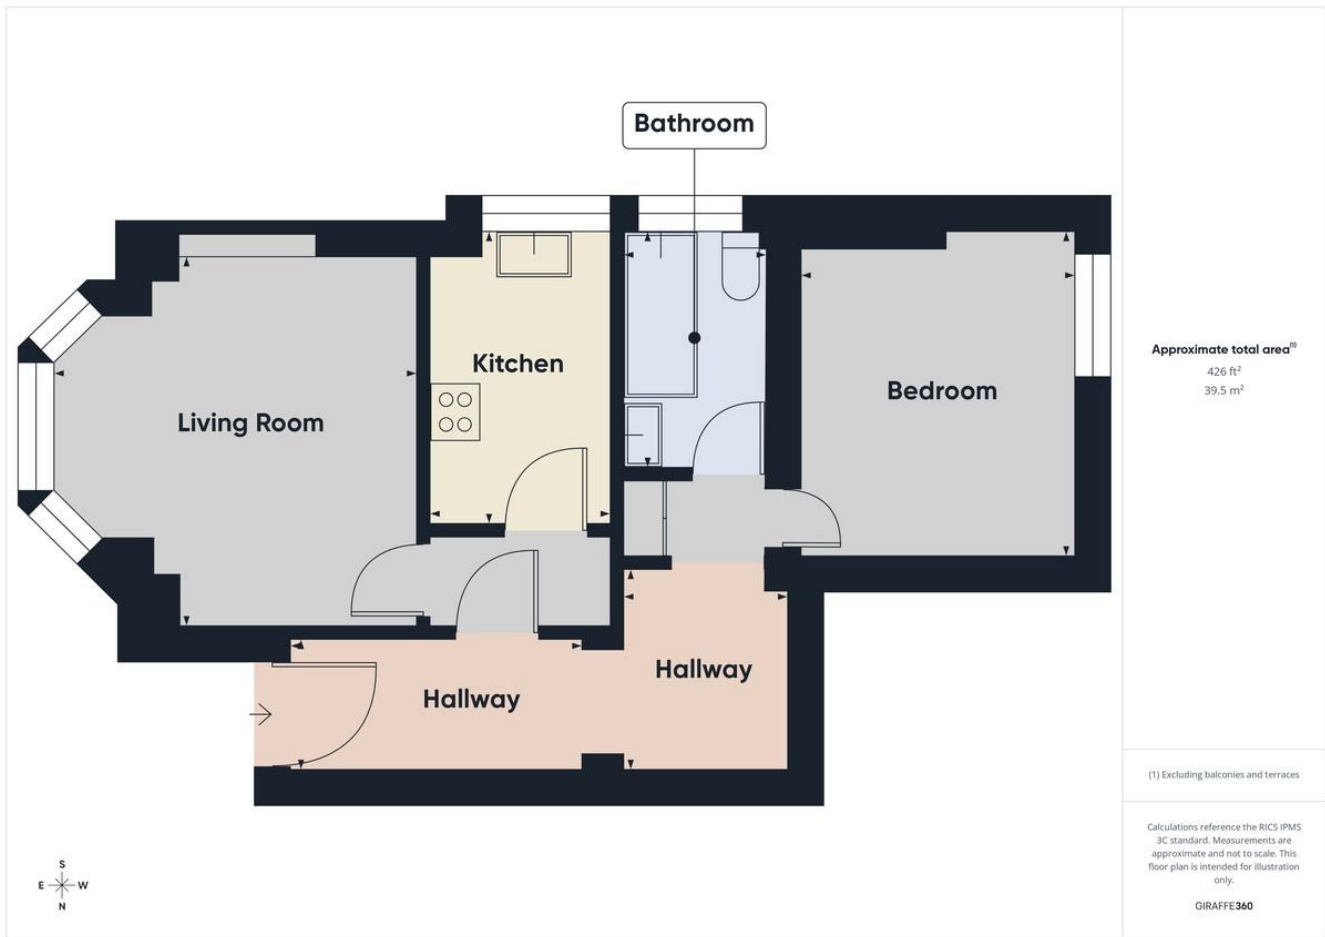 Bathroom
Kitchen
Living Room
Bedroom
Hallway
Hallway
S
E W
N
Approximate total area(1)
426 ft²
39.5 m²
(1) Excluding balconies and terraces
Calculations reference the RICS IPMS
3C standard. Measurements are
approximate and not to scale. This
floor plan is intended for illustration
only.
GIRAFFE360